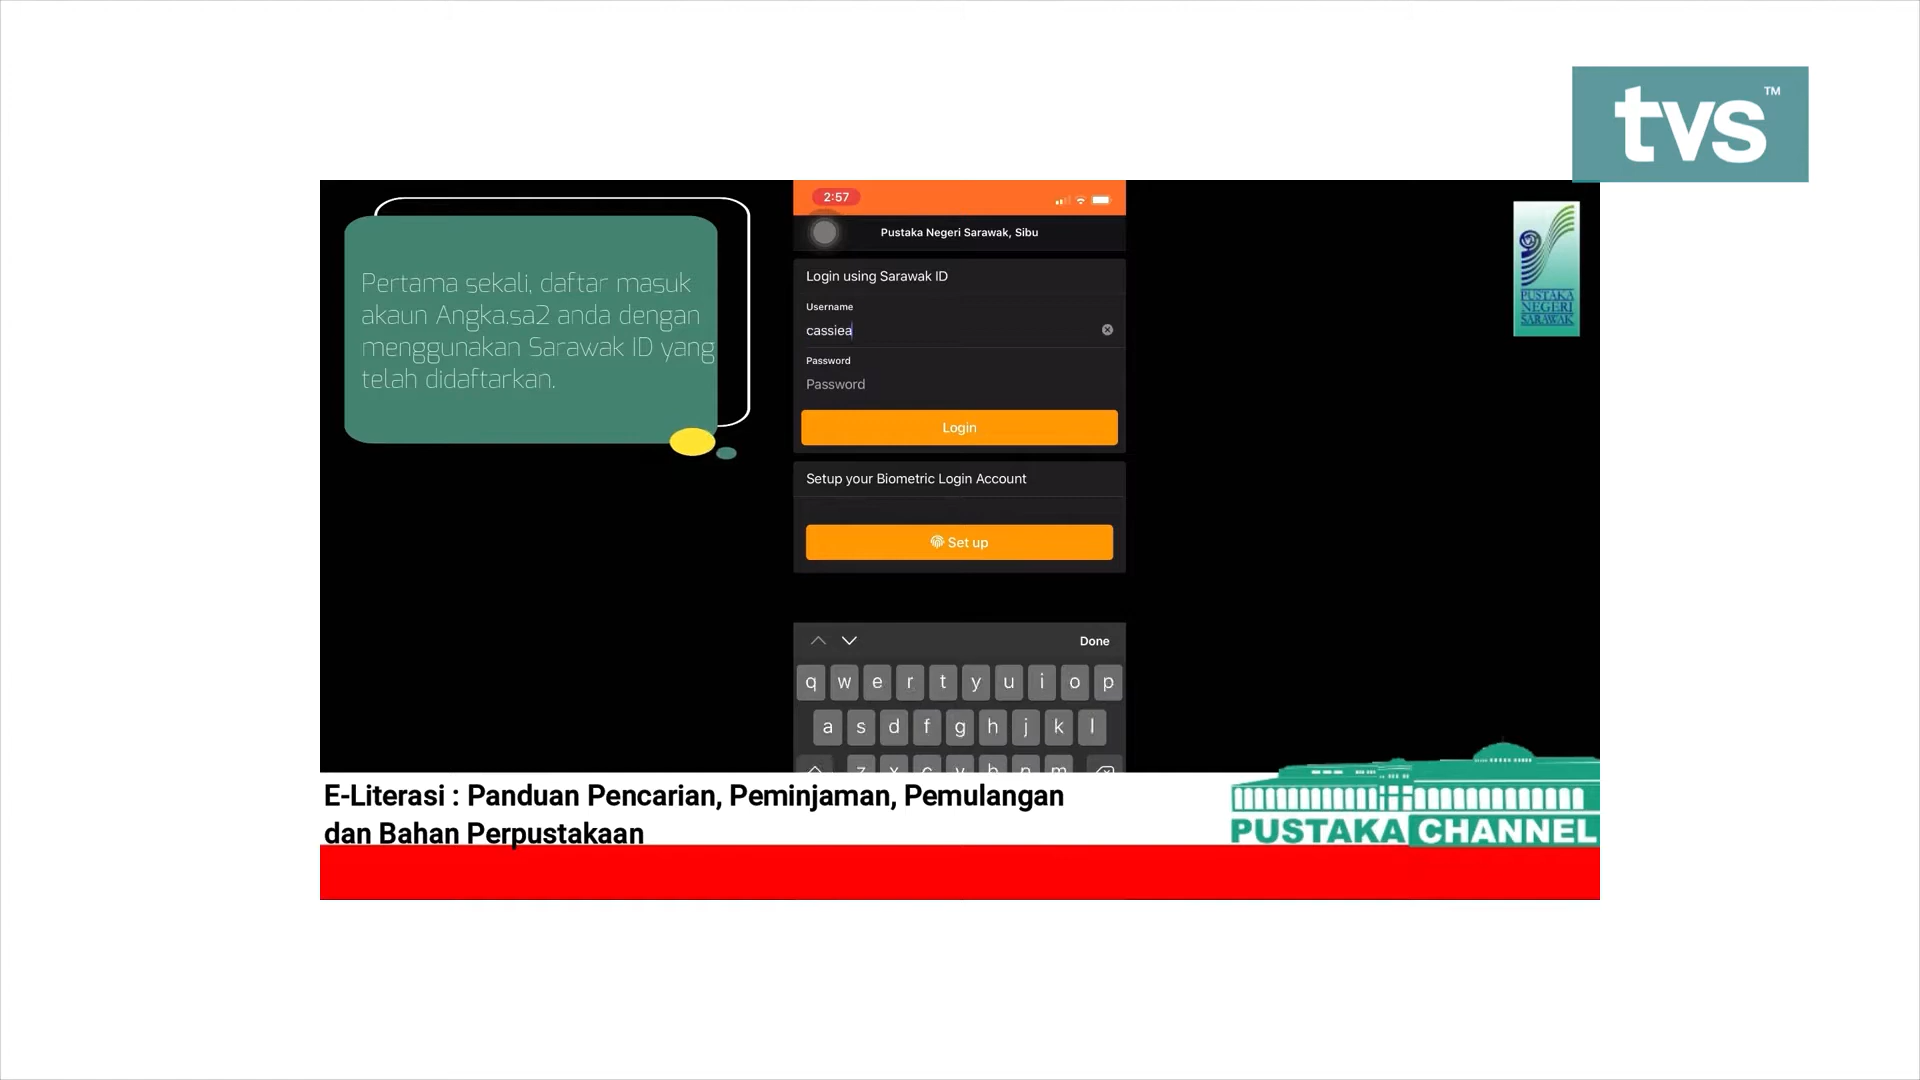 tvs™
Pertama sekali, daftar masuk
akaun Angka.sa2 anda dengan
menggunakan Sarawak ID yang
telah didaftarkan.
2:57
Pustaka Negeri Sarawak, Sibu
Login using Sarawak ID
Username
cassiea
Password
Password
Login
Setup your Biometric Login Account
Set up
Done
q w e r t y u i o p
a s d f g h j k l
z x c v b n m
PUSTAKA
NEGERI
SARAWAK
E-Literasi : Panduan Pencarian, Peminjaman, Pemulangan
dan Bahan Perpustakaan
PUSTAKA CHANNEL